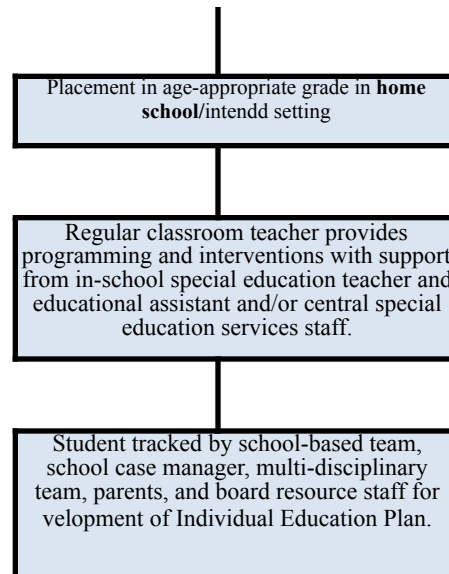 Placement in age-appropriate grade in home
school/intendd setting
Regular classroom teacher provides
programming and interventions with support
from in-school special education teacher and
educational assistant and/or central special
education services staff.
Student tracked by school-based team,
school case manager, multi-disciplinary
team, parents, and board resource staff for
velopment of Individual Education Plan.